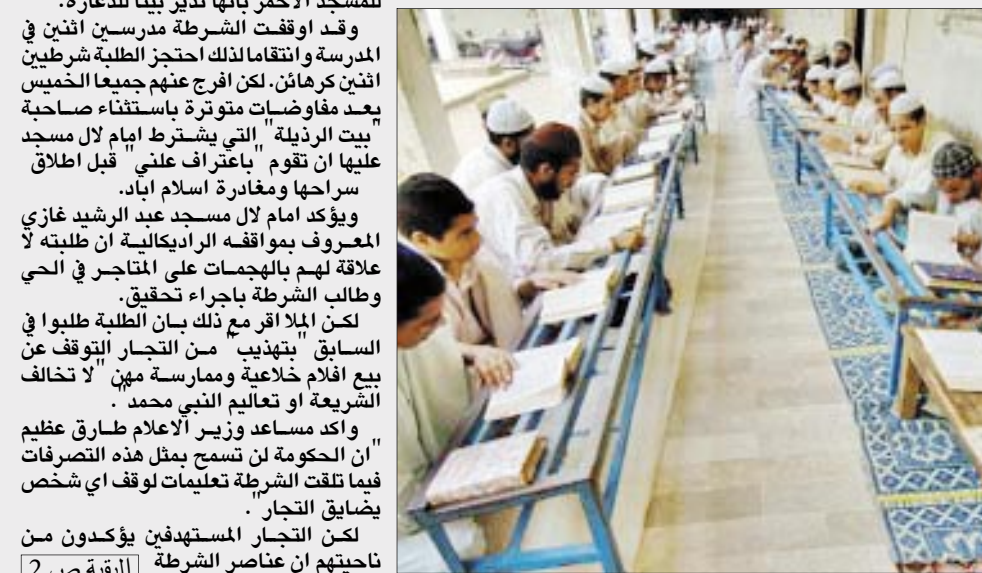 للمسجد الاحمر بانها تدير بيتا للدعارة.
وقد اوقفت الشرطة مدرسين اثنين في
المدرسة وانتقاما لذلك احتجز الطلبة شرطيين
اثنين كرهائن. لكن افرج عنهم جميعا الخميس
بعد مفاوضات متوترة باستثناء صاحبة
"بيت الرذيلة" التي يشترط امام لال مسجد
عليها ان تقوم "باعتراف علني" قبل اطلاق
سراحها ومغادرة اسلام اباد.
ويؤكد امام لال مسجد عبد الرشيد غازي
المعروف بمواقفه الراديكالية ان طلبته لا
علاقة لهم بالهجمات على المتاجر في الحي
وطالب الشرطة باجراء تحقيق.
لكن الملا اقر مع ذلك بان الطلبة طلبوا في
السابق "بتهذيب" من التجار التوقف عن
بيع افلام خلاعية وممارسة مهن "لا تخالف
الشريعة او تعاليم النبي محمد".
واكد مساعد وزير الاعلام طارق عظيم
"ان الحكومة لن تسمح بمثل هذه التصرفات
فيما تلقت الشرطة تعليمات لوقف اي شخص
يضايق التجار".
لكن التجار المستهدفين يؤكدون من
ناحيتهم ان عناصر الشرطة البقية ص 2